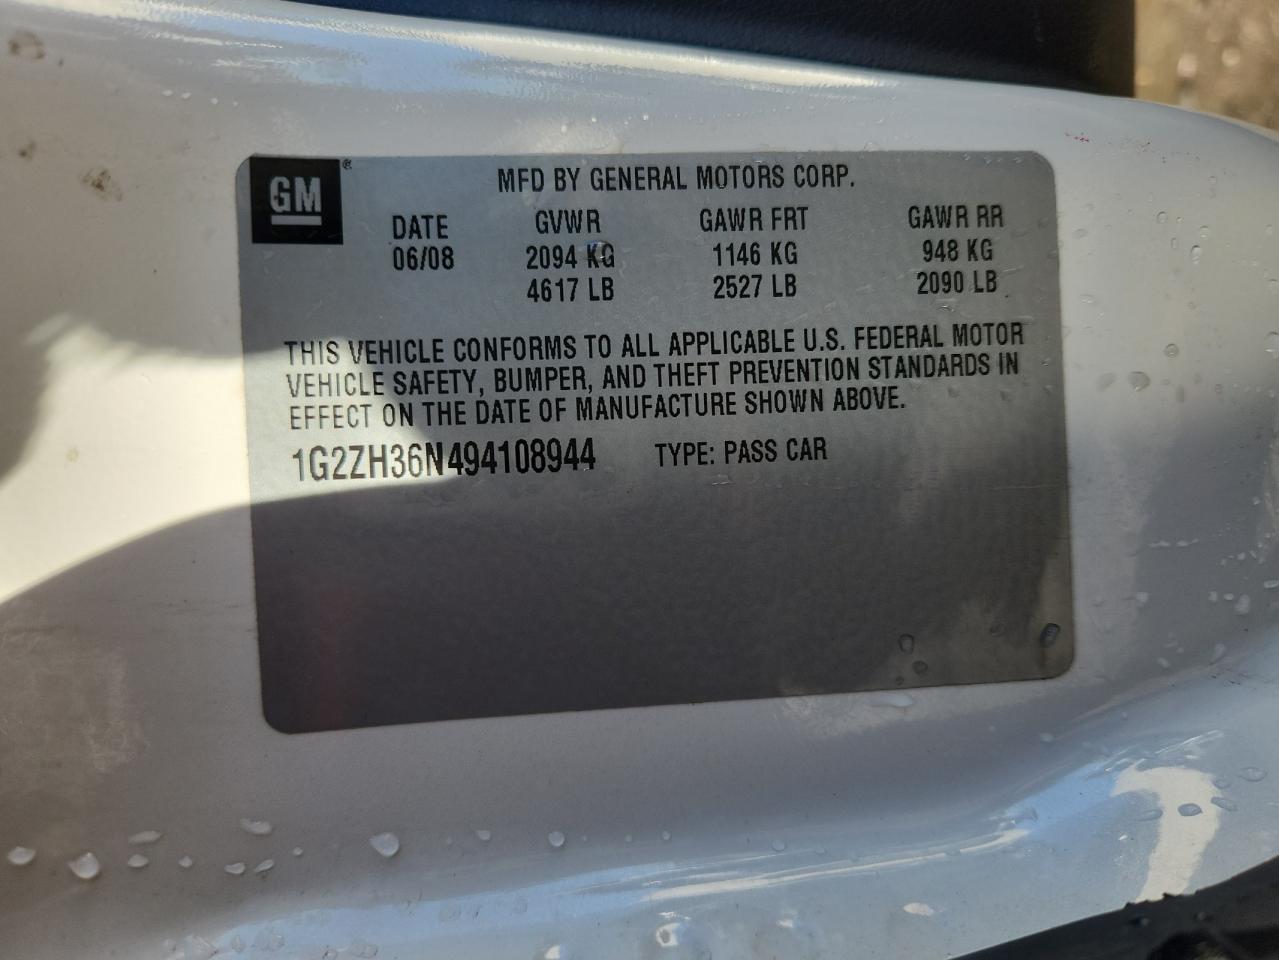 GM®
MFD BY GENERAL MOTORS CORP.
DATE GVWR GAWR FRT GAWR RR
06/08 2094 KG 1146 KG 948 KG
4617 LB 2527 LB 2090 LB
THIS VEHICLE CONFORMS TO ALL APPLICABLE U.S. FEDERAL MOTOR
VEHICLE SAFETY, BUMPER, AND THEFT PREVENTION STANDARDS IN
EFFECT ON THE DATE OF MANUFACTURE SHOWN ABOVE.
1G2ZH36N494108944 TYPE: PASS CAR